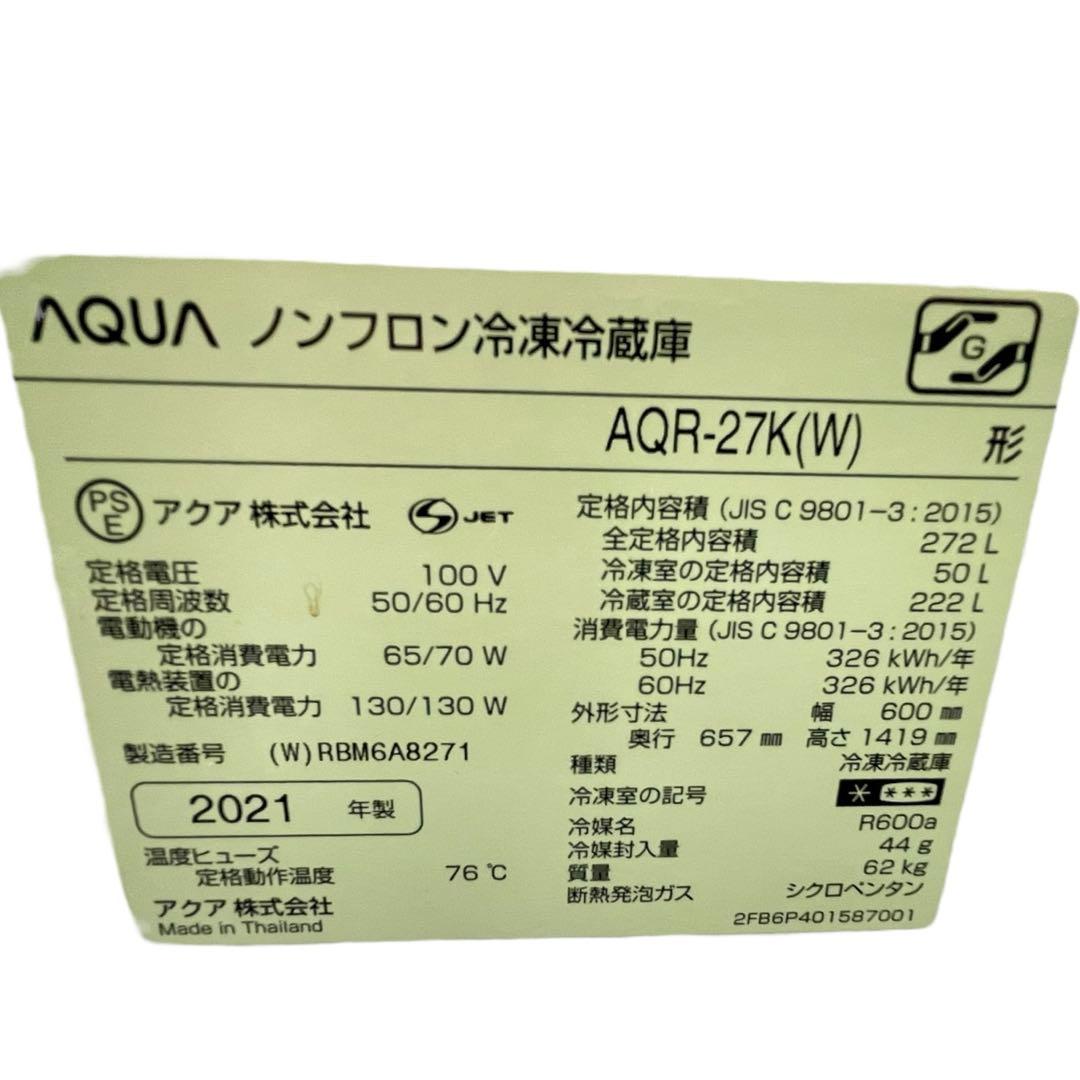 AQUA ノンフロン冷凍冷蔵庫
G
AQR-27K(W) 形
PSE アクア 株式会社 S JET
定格電圧 100 V
定格周波数 50/60 Hz
電動機の
定格消費電力 65/70 W
電熱装置の
定格消費電力 130/130 W
製造番号 (W)RBM6A8271
2021 年製
温度ヒューズ
定格動作温度 76 ℃
アクア 株式会社
Made in Thailand
定格内容積 (JIS C 9801-3 : 2015)
全定格内容積 272 L
冷凍室の定格内容積 50 L
冷蔵室の定格内容積 222 L
消費電力量 (JIS C 9801-3 : 2015)
50Hz 326 kWh/年
60Hz 326 kWh/年
外形寸法 幅 600 ㎜
奥行 657 ㎜ 高さ 1419 ㎜
種類 冷凍冷蔵庫
冷凍室の記号 * ***
冷媒名 R600a
冷媒封入量 44 g
質量 62 kg
断熱発泡ガス シクロペンタン
2FB6P401587001